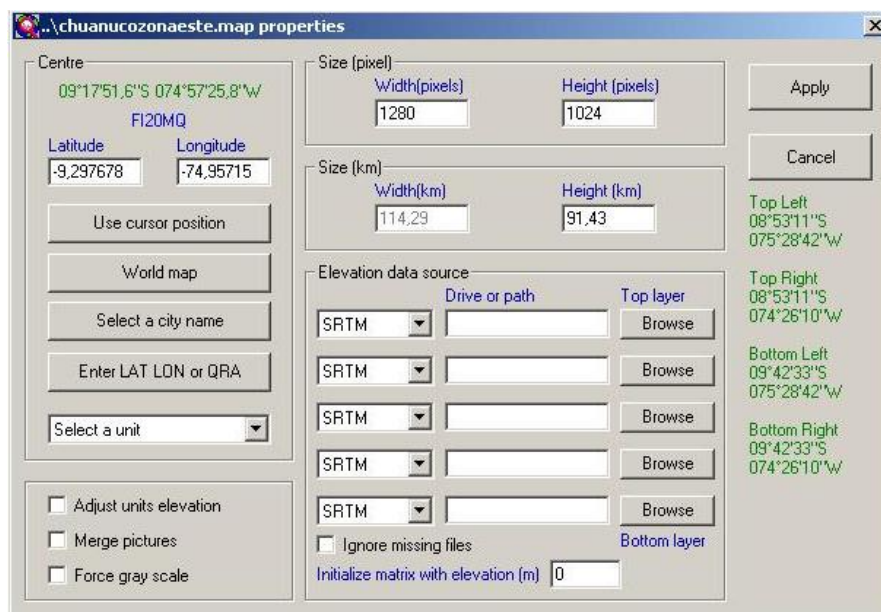 ..\chuanucozonaeste.map properties
Centre
09°17'51,6"S 074°57'25,8"W
FI20MQ
Latitude Longitude
-9,297678 -74,95715
Use cursor position
World map
Select a city name
Enter LAT LON or QRA
Select a unit
Adjust units elevation
Merge pictures
Force gray scale
Size (pixel)
Width(pixels) Height (pixels)
1280 1024
Size (km)
Width(km) Height (km)
114,29 91,43
Elevation data source
Drive or path Top layer
SRTM Browse
SRTM Browse
SRTM Browse
SRTM Browse
SRTM Browse
Ignore missing files Bottom layer
Initialize matrix with elevation (m) 0
Apply
Cancel
Top Left
08°53'11"S
075°28'42"W
Top Right
08°53'11"S
074°26'10"W
Bottom Left
09°42'33"S
075°28'42"W
Bottom Right
09°42'33"S
074°26'10"W